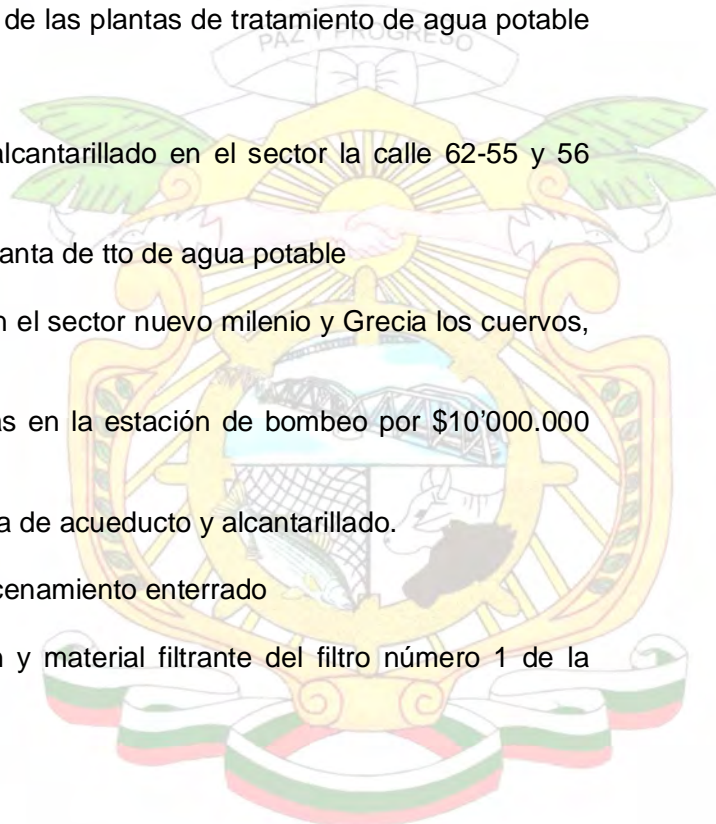 de las plantas de tratamiento de agua potable
PAZ Y PROGRESO
alcantarillado en el sector la calle 62-55 y 56
anta de tto de agua potable
n el sector nuevo milenio y Grecia los cuervos,
as en la estación de bombeo por $10’000.000
a de acueducto y alcantarillado.
cenamiento enterrado
n y material filtrante del filtro número 1 de la